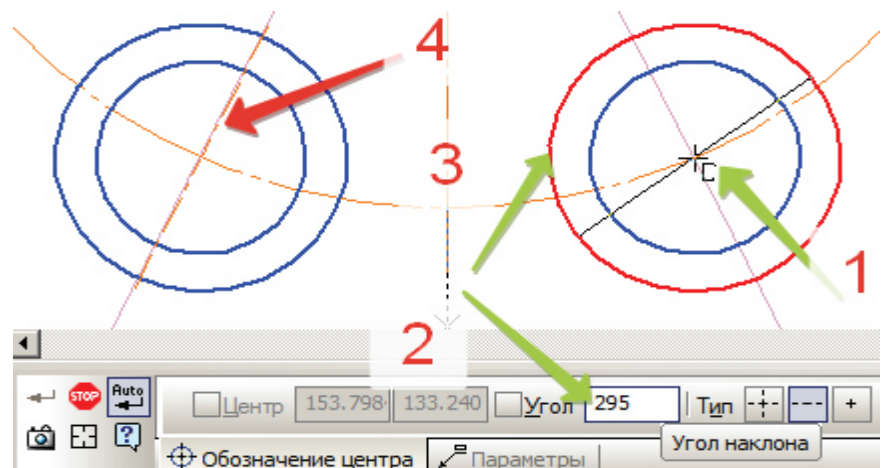 4
3
1
2
STOP Auto
Центр 153.798 133.240 Угол 295 Тип
Угол наклона
Обозначение центра Параметры